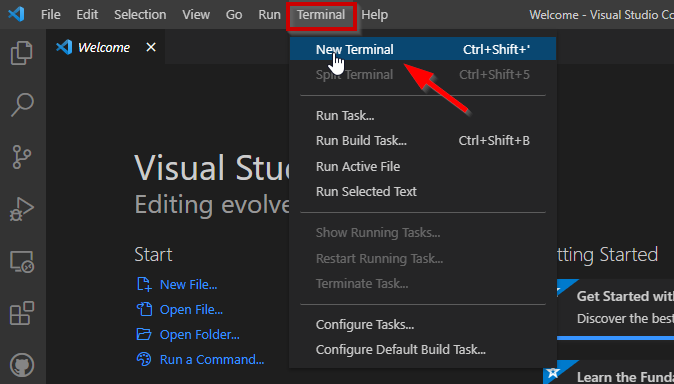 File Edit Selection View Go Run Terminal Help Welcome - Visual Studio Co
Welcome
New Terminal Ctrl+Shift+'
Split Terminal Ctrl+Shift+5
Run Task...
Run Build Task... Ctrl+Shift+B
Run Active File
Run Selected Text
Show Running Tasks...
Restart Running Task...
Terminate Task...
Configure Tasks...
Configure Default Build Task...
Visual Stud
Editing evolve
Start
New File...
Open File...
Open Folder...
Run a Command...
tting Started
Get Started with
Discover the best
Learn the Funda